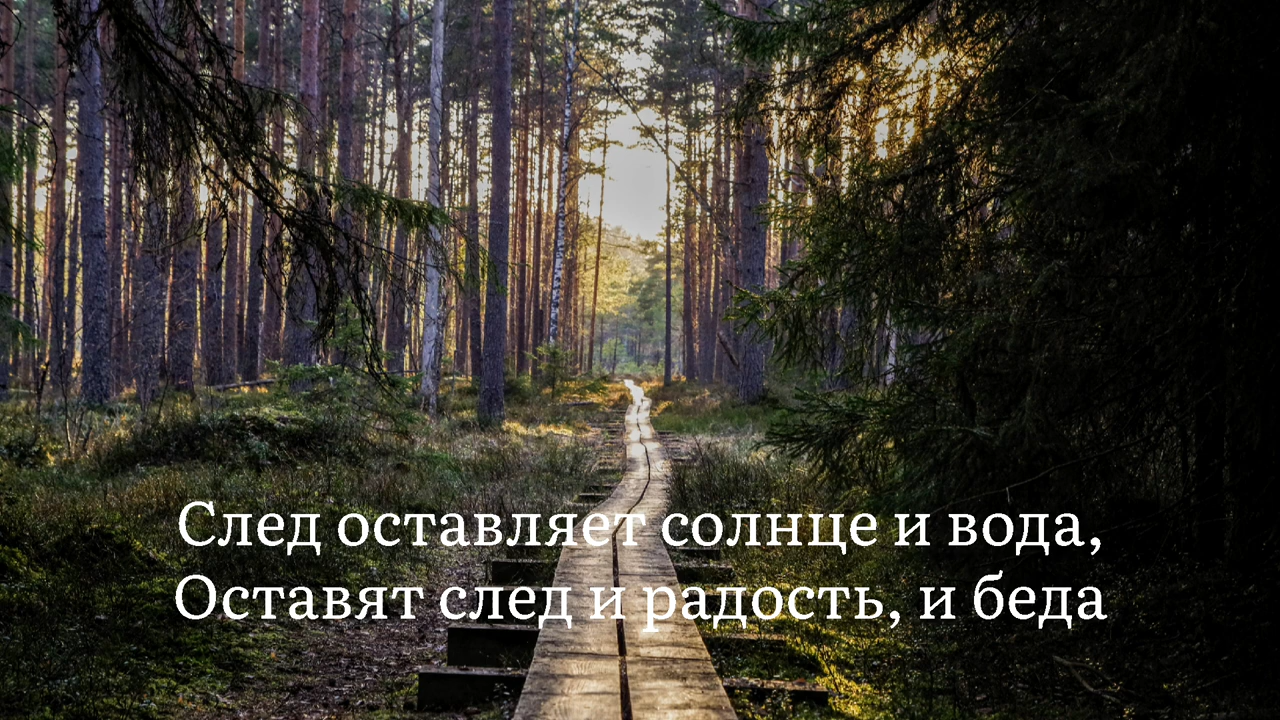 След оставляет солнце и вода,
Оставят след и радость, и беда